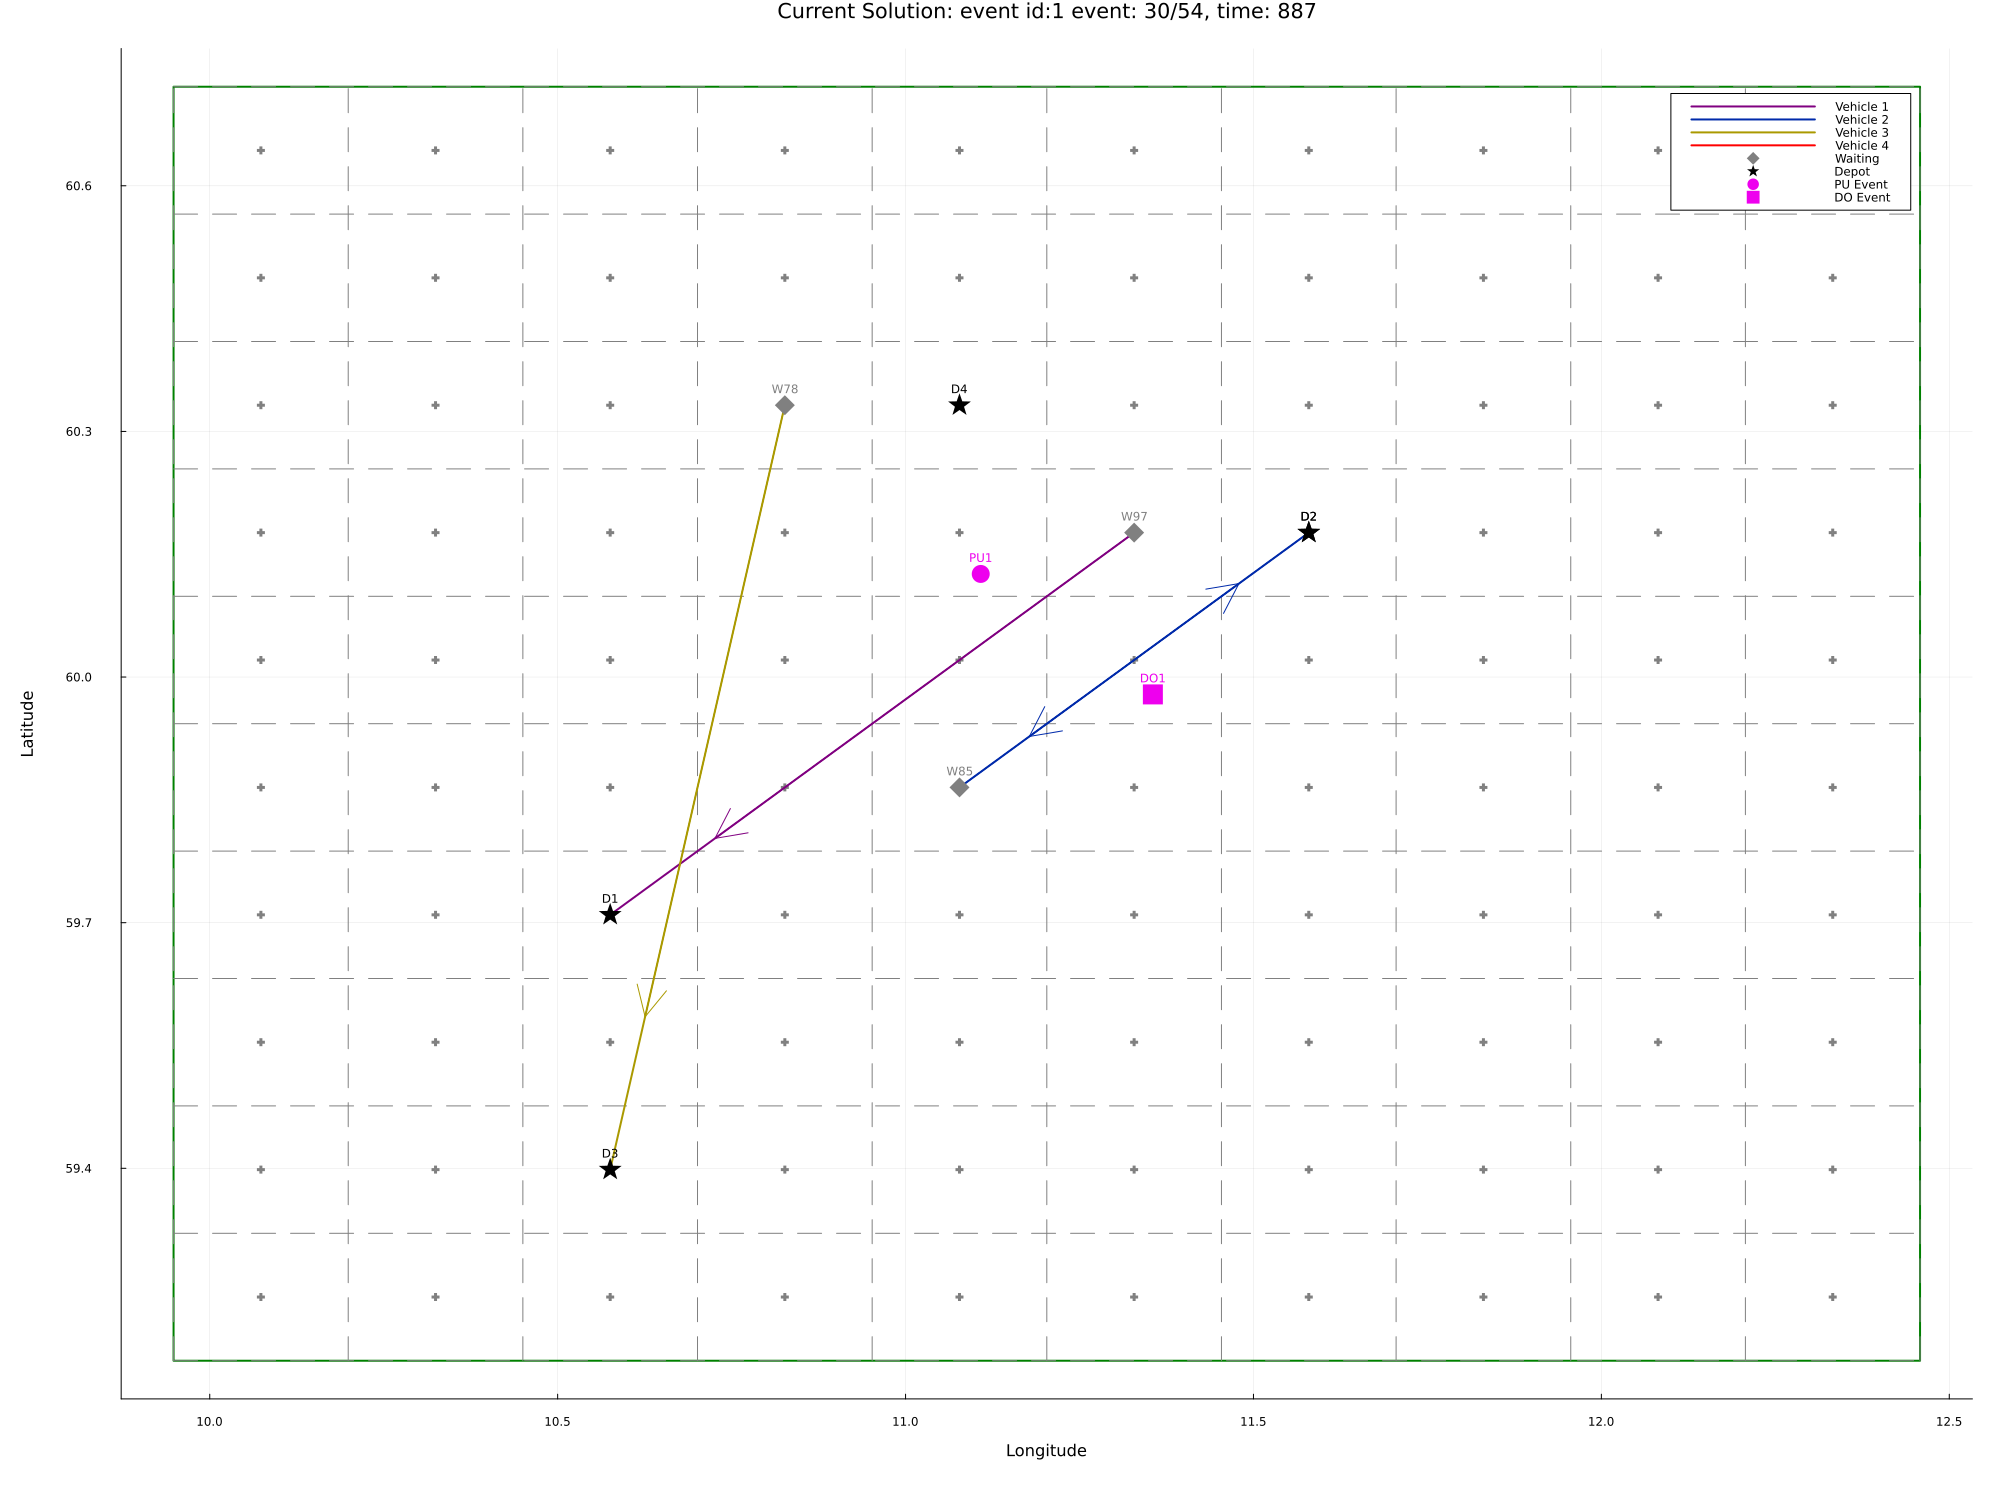 Current Solution: event id:1 event: 30/54, time: 887
Vehicle 1
Vehicle 2
Vehicle 3
Vehicle 4
Waiting
Depot
PU Event
DO Event
60.6
W78
D4
60.3
W97
D2
PU1
60.0
DO1
W85
D1
59.7
D3
59.4
Latitude
10.0
10.5
11.0
11.5
12.0
12.5
Longitude